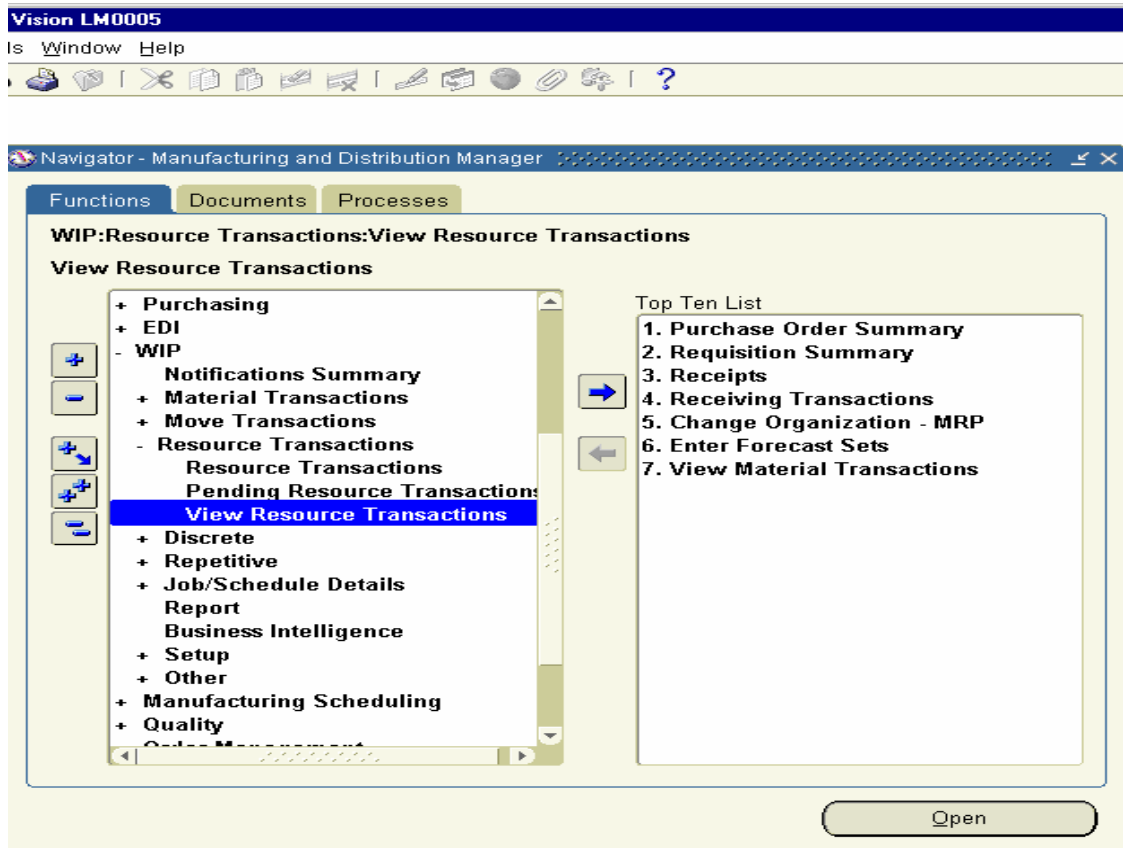 Vision LM0005
ls Window Help
Navigator - Manufacturing and Distribution Manager
Functions Documents Processes
WIP:Resource Transactions:View Resource Transactions
View Resource Transactions
+ Purchasing
+ EDI
- WIP
Notifications Summary
+ Material Transactions
+ Move Transactions
- Resource Transactions
Resource Transactions
Pending Resource Transactions
View Resource Transactions
+ Discrete
+ Repetitive
+ Job/Schedule Details
Report
Business Intelligence
+ Setup
+ Other
+ Manufacturing Scheduling
+ Quality
Top Ten List
1. Purchase Order Summary
2. Requisition Summary
3. Receipts
4. Receiving Transactions
5. Change Organization - MRP
6. Enter Forecast Sets
7. View Material Transactions
Open